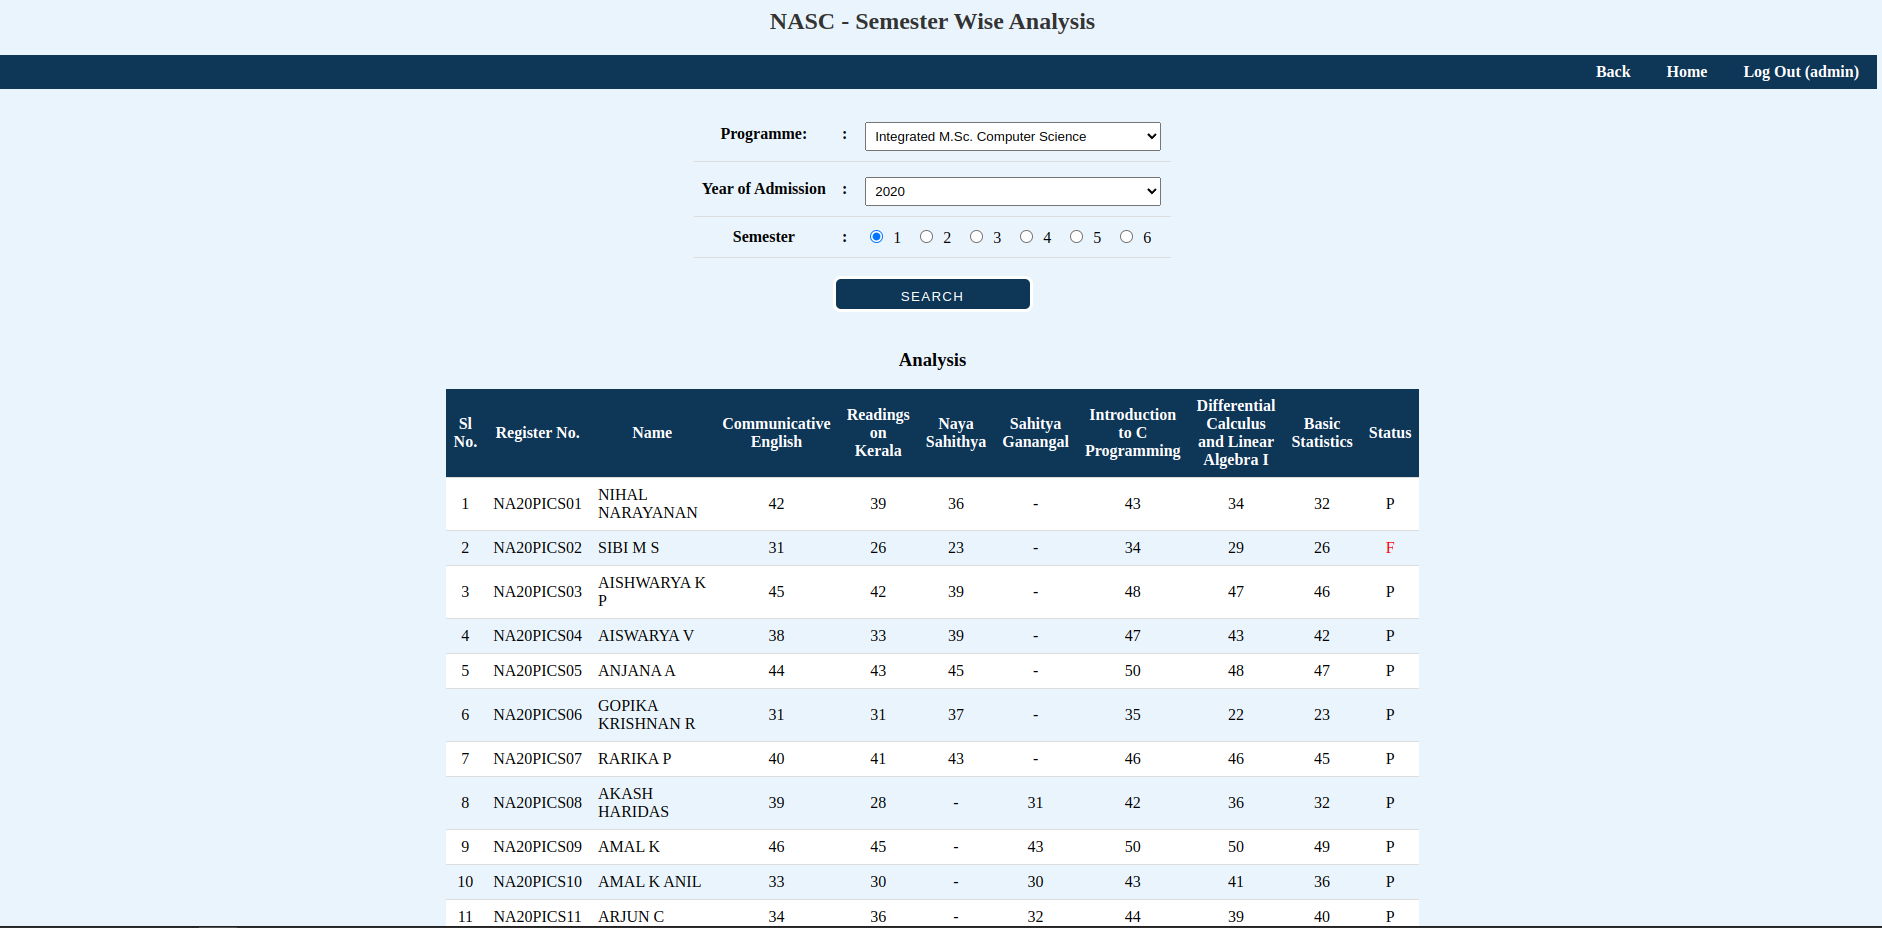 NASC - Semester Wise Analysis
Back Home Log Out (admin)
Programme: : Integrated M.Sc. Computer Science
Year of Admission : 2020
Semester : 1 2 3 4 5 6
SEARCH
Analysis
Sl No. Register No. Name Communicative English Readings on Kerala Naya Sahithya Sahitya Ganangal Introduction to C Programming Differential Calculus and Linear Algebra I Basic Statistics Status
1 NA20PICS01 NIHAL NARAYANAN 42 39 36 - 43 34 32 P
2 NA20PICS02 SIBI M S 31 26 23 - 34 29 26 F
3 NA20PICS03 AISHWARYA K P 45 42 39 - 48 47 46 P
4 NA20PICS04 AISWARYA V 38 33 39 - 47 43 42 P
5 NA20PICS05 ANJANA A 44 43 45 - 50 48 47 P
6 NA20PICS06 GOPIKA KRISHNAN R 31 31 37 - 35 22 23 P
7 NA20PICS07 RARIKA P 40 41 43 - 46 46 45 P
8 NA20PICS08 AKASH HARIDAS 39 28 - 31 42 36 32 P
9 NA20PICS09 AMAL K 46 45 - 43 50 50 49 P
10 NA20PICS10 AMAL K ANIL 33 30 - 30 43 41 36 P
11 NA20PICS11 ARJUN C 34 36 - 32 44 39 40 P